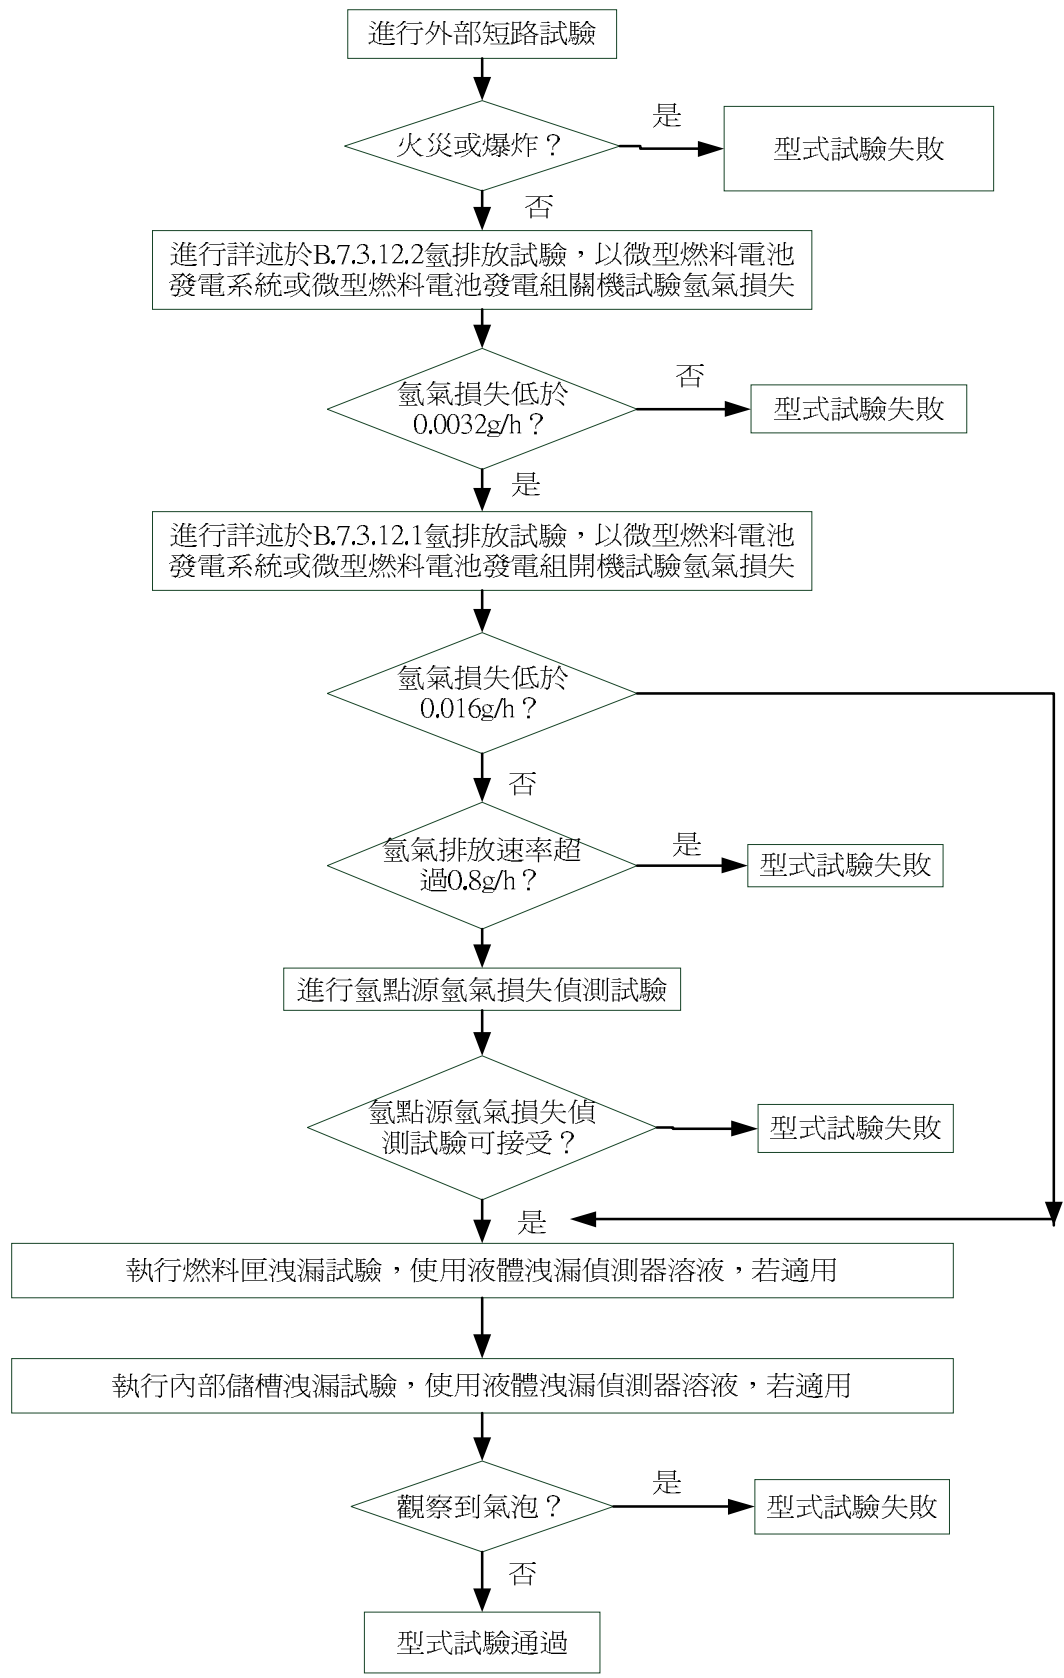 進行外部短路試驗
火災或爆炸？
是
型式試驗失敗
否
進行詳述於B.7.3.12.2氫排放試驗，以微型燃料電池
發電系統或微型燃料電池發電組關機試驗氫氣損失
氫氣損失低於
0.0032g/h？
否
型式試驗失敗
是
進行詳述於B.7.3.12.1氫排放試驗，以微型燃料電池
發電系統或微型燃料電池發電組開機試驗氫氣損失
氫氣損失低於
0.016g/h？
否
氫氣排放速率超
過0.8g/h？
是
型式試驗失敗
進行氫點源氫氣損失偵測試驗
氫點源氫氣損失偵
測試驗可接受？
型式試驗失敗
是
執行燃料匣洩漏試驗，使用液體洩漏偵測器溶液，若適用
執行內部儲槽洩漏試驗，使用液體洩漏偵測器溶液，若適用
觀察到氣泡？
是
型式試驗失敗
否
型式試驗通過